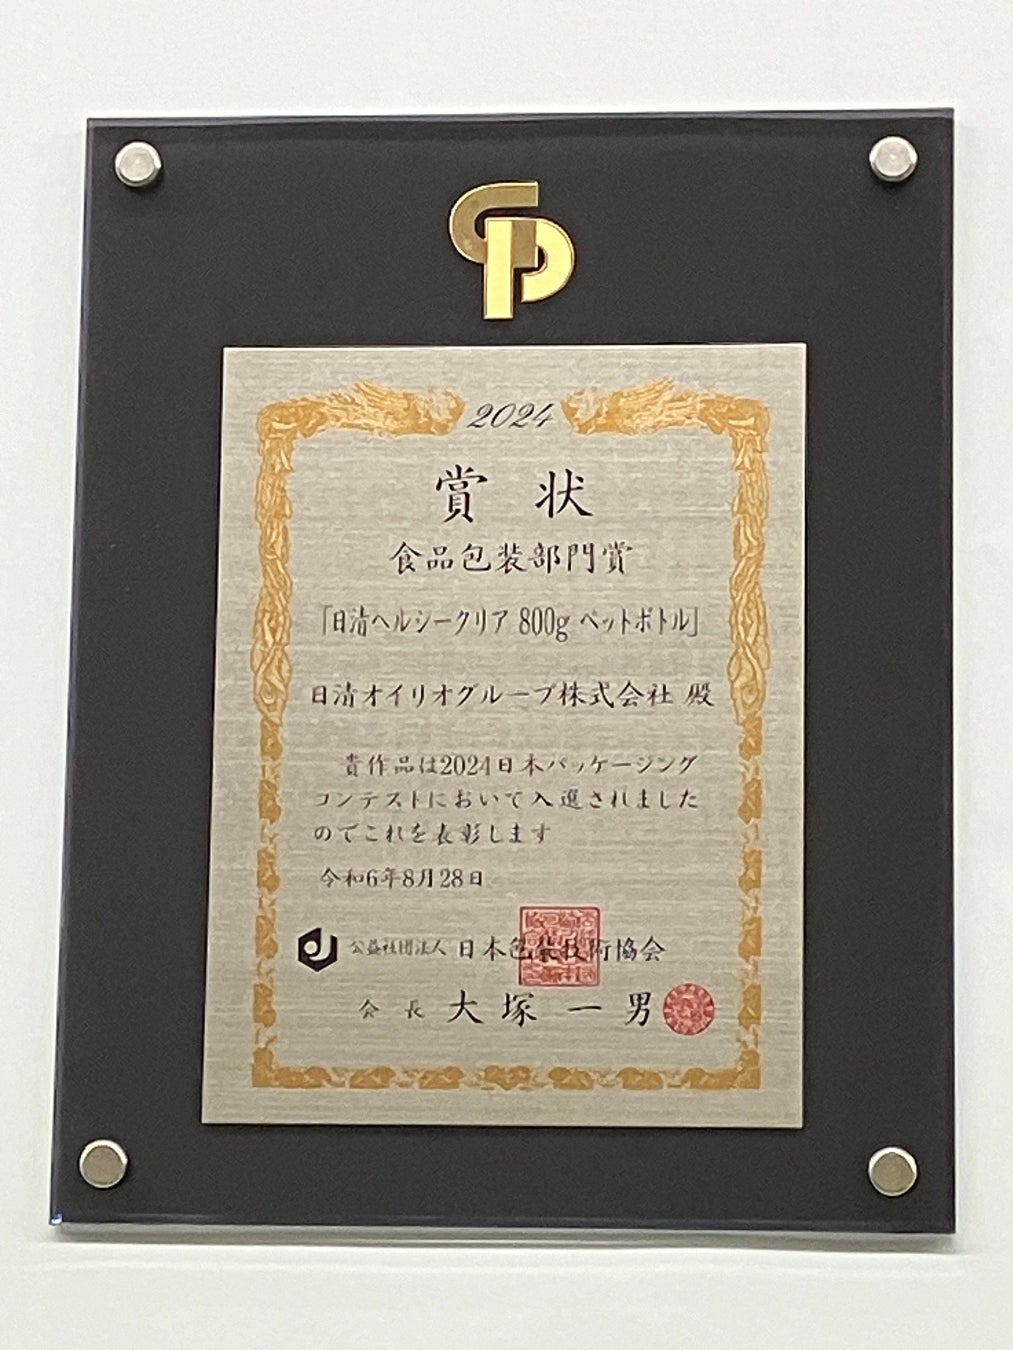 2024
賞 状
食品包装部門賞
「日清ヘルシークリア 800g ペットボトル」
日清オイリオグループ株式会社 殿
貴作品は2024日本パッケージング
コンテストにおいて入選されました
のでこれを表彰します
令和6年8月28日
公益社団法人 日本包装技術協会
会 長 大 塚 一 男